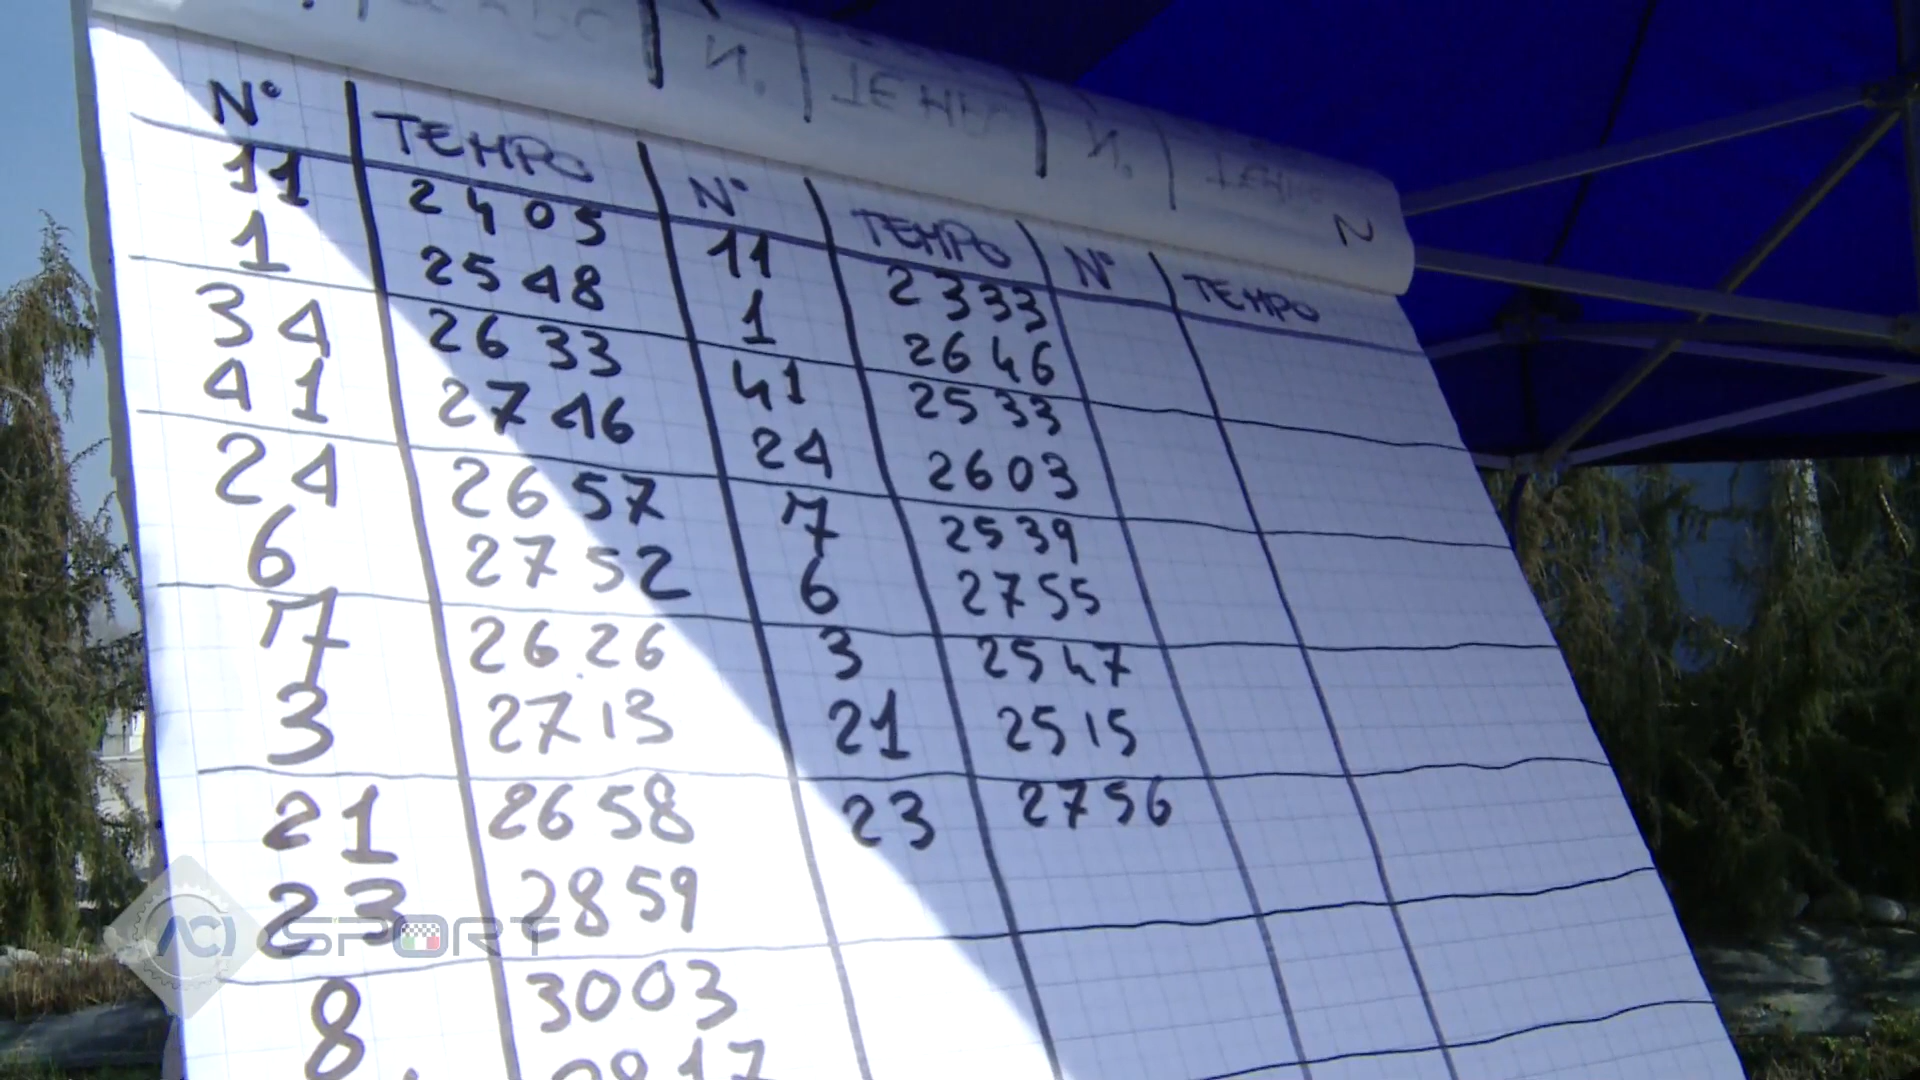 N° TEMPO N° TEMPO N° TEMPO
11 2405 11 2333
1 2548 1 2646
34 2633 41 2533
41 2746 24 2603
24 2657 7 2539
6 2752 6 2755
7 2626 3 2547
3 2713 21 2515
21 2658 23 2756
23 2859
8 3003
ACI SPORT